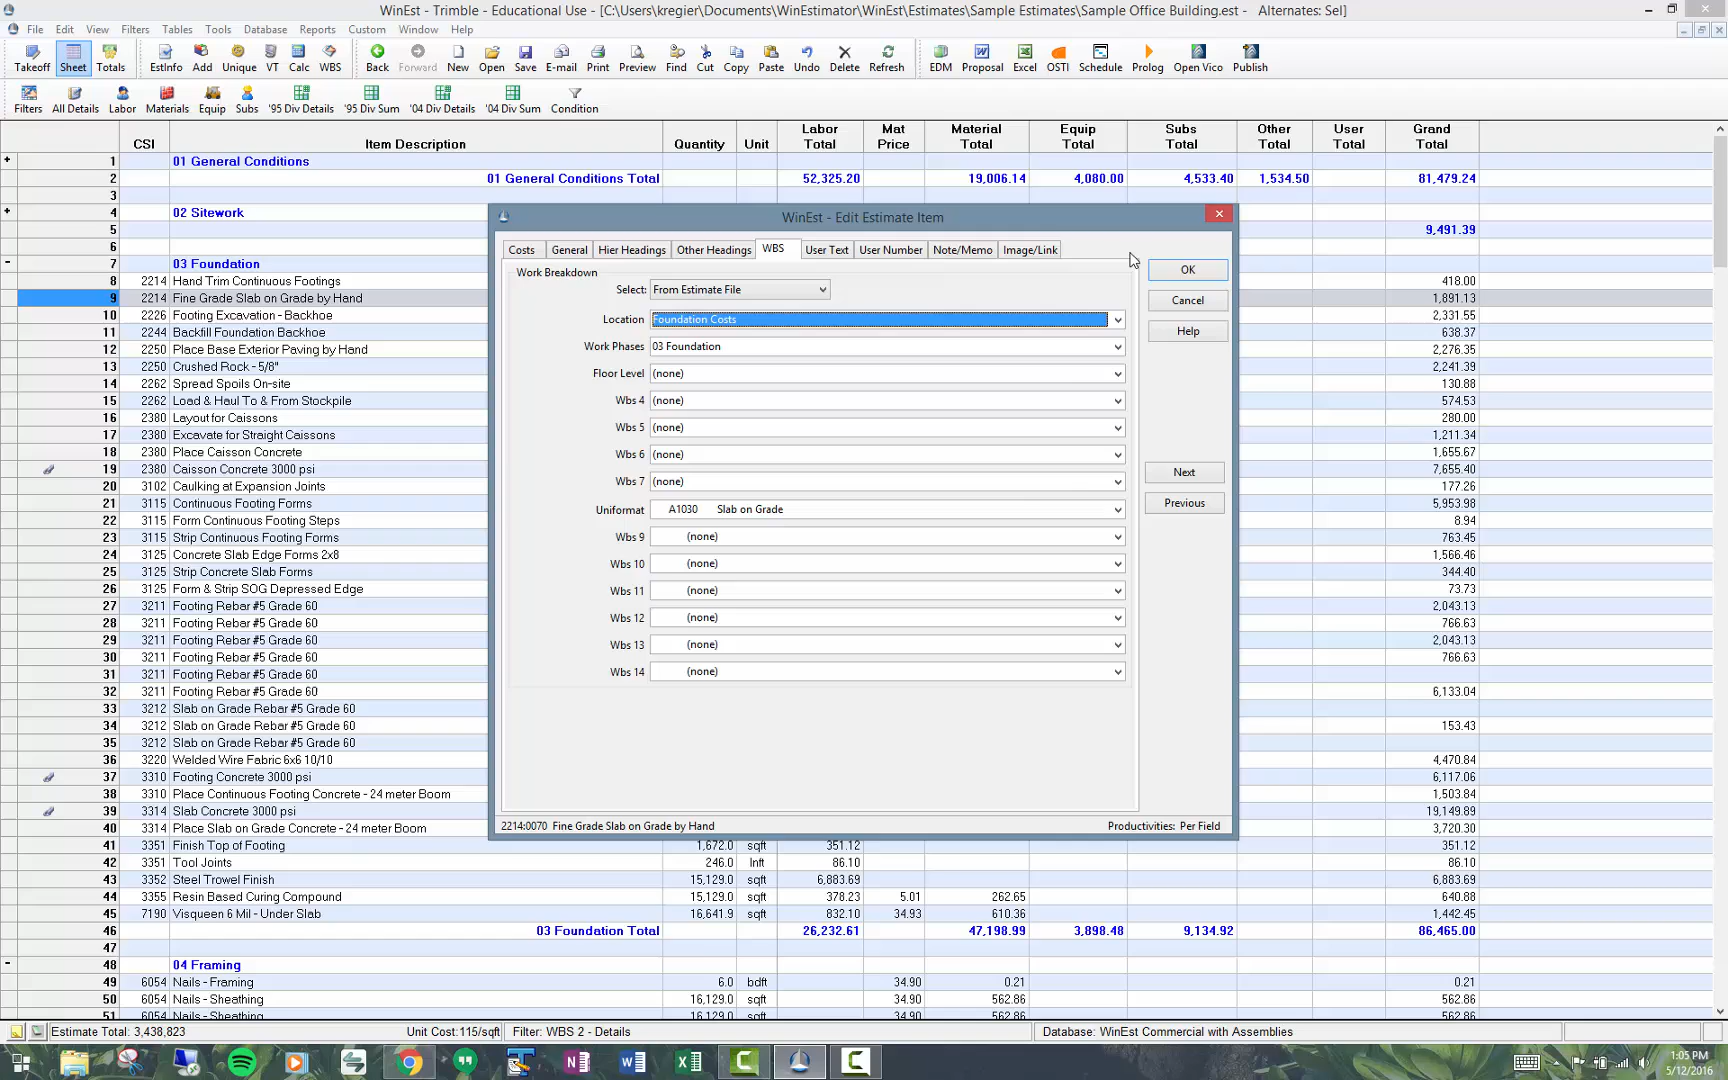 WinEst - Trimble - Educational Use - [C:\Users\kregier\Documents\WinEstimator\WinEst\Estimates\Sample Estimates\Sample Office Building.est - Alternates: Sel]
File Edit View Filters Tables Tools Database Reports Custom Window Help
Takeoff Sheet Totals EstInfo Add Unique VT Calc WBS Back Forward New Open Save E-mail Print Preview Find Cut Copy Paste Undo Delete Refresh EDM Proposal Excel OSTI Schedule Prolog Open Vico Publish
Filters All Details Labor Materials Equip Subs '95 Div Details '95 Div Sum '04 Div Details '04 Div Sum Condition
CSI Item Description Quantity Unit Labor Total Mat Price Material Total Equip Total Subs Total Other Total User Total Grand Total
1 01 General Conditions
2 01 General Conditions Total 52,325.20 19,006.14 4,080.00 4,533.40 1,534.50 81,479.24
3
4 02 Sitework
5 9,491.39
6
7 03 Foundation
8 2214 Hand Trim Continuous Footings 418.00
9 2214 Fine Grade Slab on Grade by Hand 1,891.13
10 2226 Footing Excavation - Backhoe 2,331.55
11 2244 Backfill Foundation Backhoe 638.37
12 2250 Place Base Exterior Paving by Hand 2,276.35
13 2250 Crushed Rock - 5/8" 2,241.39
14 2262 Spread Spoils On-site 130.88
15 2262 Load & Haul To & From Stockpile 574.53
16 2380 Layout for Caissons 280.00
17 2380 Excavate for Straight Caissons 1,211.34
18 2380 Place Caisson Concrete 1,655.67
19 2380 Caisson Concrete 3000 psi 7,655.40
20 3102 Caulking at Expansion Joints 177.26
21 3115 Continuous Footing Forms 5,953.98
22 3115 Form Continuous Footing Steps 8.94
23 3115 Strip Continuous Footing Forms 763.45
24 3125 Concrete Slab Edge Forms 2x8 1,566.46
25 3125 Strip Concrete Slab Forms 344.40
26 3125 Form & Strip SOG Depressed Edge 73.73
27 3211 Footing Rebar #5 Grade 60 2,043.13
28 3211 Footing Rebar #5 Grade 60 766.63
29 3211 Footing Rebar #5 Grade 60 2,043.13
30 3211 Footing Rebar #5 Grade 60 766.63
31 3211 Footing Rebar #5 Grade 60
32 3211 Footing Rebar #5 Grade 60 6,133.04
33 3212 Slab on Grade Rebar #5 Grade 60
34 3212 Slab on Grade Rebar #5 Grade 60 153.43
35 3212 Slab on Grade Rebar #5 Grade 60
36 3220 Welded Wire Fabric 6x6 10/10 4,470.84
37 3310 Footing Concrete 3000 psi 6,117.06
38 3310 Place Continuous Footing Concrete - 24 meter Boom 1,503.84
39 3314 Slab Concrete 3000 psi 19,149.89
40 3314 Place Slab on Grade Concrete - 24 meter Boom 3,720.30
41 3351 Finish Top of Footing 1,672.0 sqft 351.12 351.12
42 3351 Tool Joints 246.0 lnft 86.10 86.10
43 3352 Steel Trowel Finish 15,129.0 sqft 6,883.69 6,883.69
44 3355 Resin Based Curing Compound 15,129.0 sqft 378.23 5.01 262.65 640.88
45 7190 Visqueen 6 Mil - Under Slab 16,641.9 sqft 832.10 34.93 610.36 1,442.45
46 03 Foundation Total 26,232.61 47,198.99 3,898.48 9,134.92 86,465.00
47
48 04 Framing
49 6054 Nails - Framing 6.0 bdft 34.90 0.21 0.21
50 6054 Nails - Sheathing 16,129.0 sqft 34.90 562.86 562.86
51 6054 Nails - Sheathing 16,129.0 sqft 34.90 562.86 562.86
WinEst - Edit Estimate Item
Costs General Hier Headings Other Headings WBS User Text User Number Note/Memo Image/Link
Work Breakdown
Select: From Estimate File
Location Foundation Costs
Work Phases 03 Foundation
Floor Level (none)
Wbs 4 (none)
Wbs 5 (none)
Wbs 6 (none)
Wbs 7 (none)
Uniformat A1030 Slab on Grade
Wbs 9 (none)
Wbs 10 (none)
Wbs 11 (none)
Wbs 12 (none)
Wbs 13 (none)
Wbs 14 (none)
OK
Cancel
Help
Next
Previous
2214:0070 Fine Grade Slab on Grade by Hand Productivities: Per Field
Estimate Total: 3,438,823 Unit Cost:115/sqft Filter: WBS 2 - Details Database: WinEst Commercial with Assemblies
1:05 PM
5/12/2016